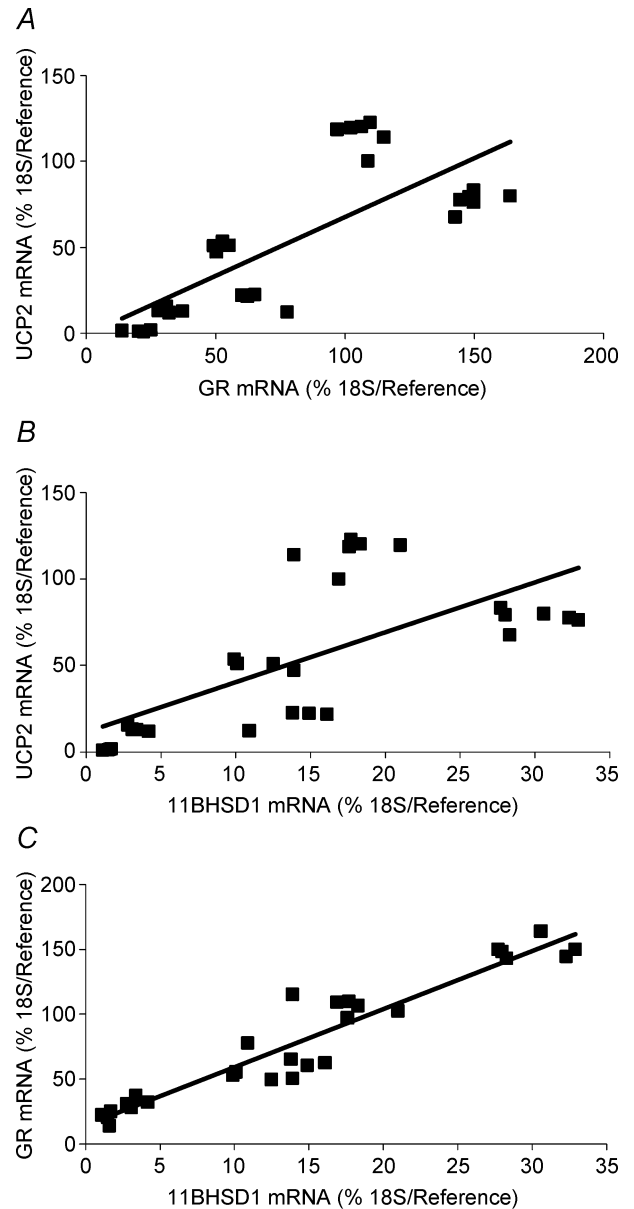 A
UCP2 mRNA (% 18S/Reference)
150
100
50
0
0 50 100 150 200
GR mRNA (% 18S/Reference)
B
UCP2 mRNA (% 18S/Reference)
150
100
50
0
0 5 10 15 20 25 30 35
11BHSD1 mRNA (% 18S/Reference)
C
GR mRNA (% 18S/Reference)
200
150
100
50
0
0 5 10 15 20 25 30 35
11BHSD1 mRNA (% 18S/Reference)